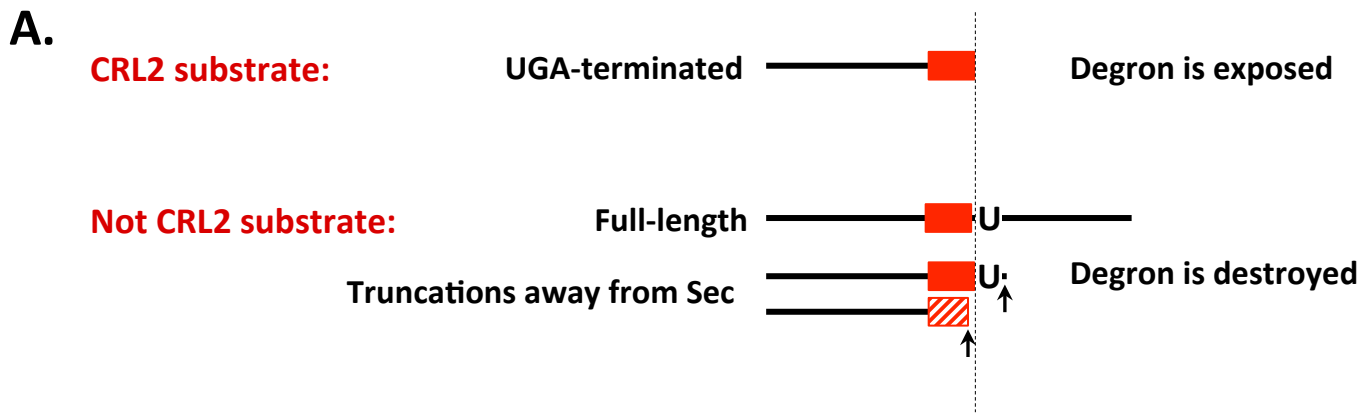 A.
CRL2 substrate: UGA-terminated Degron is exposed
Not CRL2 substrate: Full-length U
Truncations away from Sec U Degron is destroyed